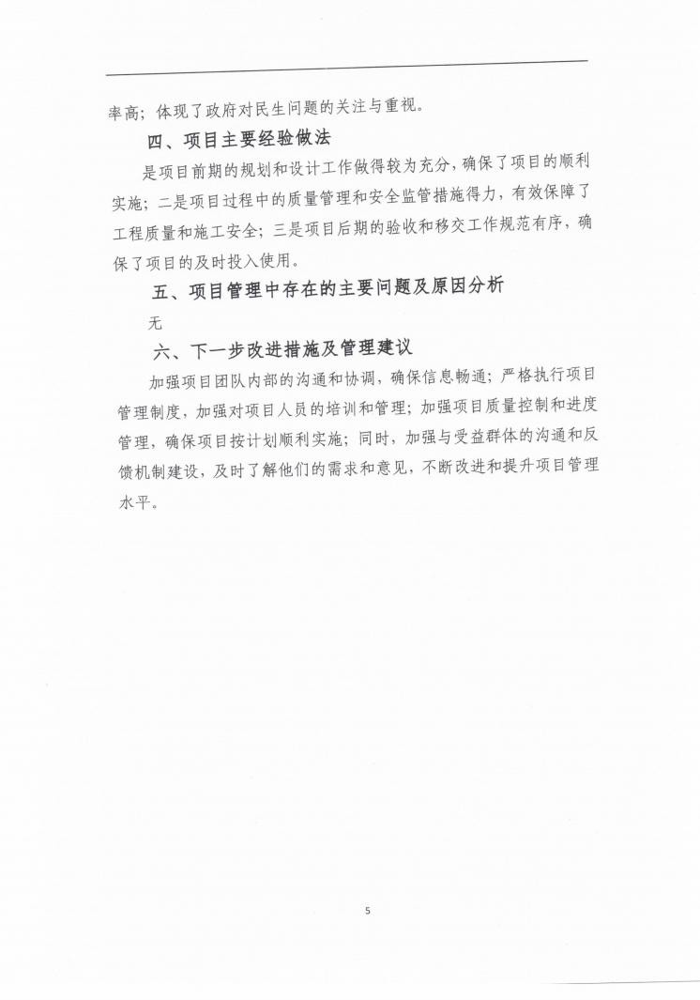 率高；体现了政府对民生问题的关注与重视。
四、项目主要经验做法
是项目前期的规划和设计工作做得较为充分，确保了项目的顺利
实施；二是项目过程中的质量管理和安全监管措施得力，有效保障了
工程质量和施工安全；三是项目后期的验收和移交工作规范有序，确
保了项目的及时投入使用。
五、项目管理中存在的主要问题及原因分析
无
六、下一步改进措施及管理建议
加强项目团队内部的沟通和协调，确保信息畅通；严格执行项目
管理制度，加强对项目人员的培训和管理；加强项目质量控制和进度
管理，确保项目按计划顺利实施；同时，加强与受益群体的沟通和反
馈机制建设，及时了解他们的需求和意见，不断改进和提升项目管理
水平。
5